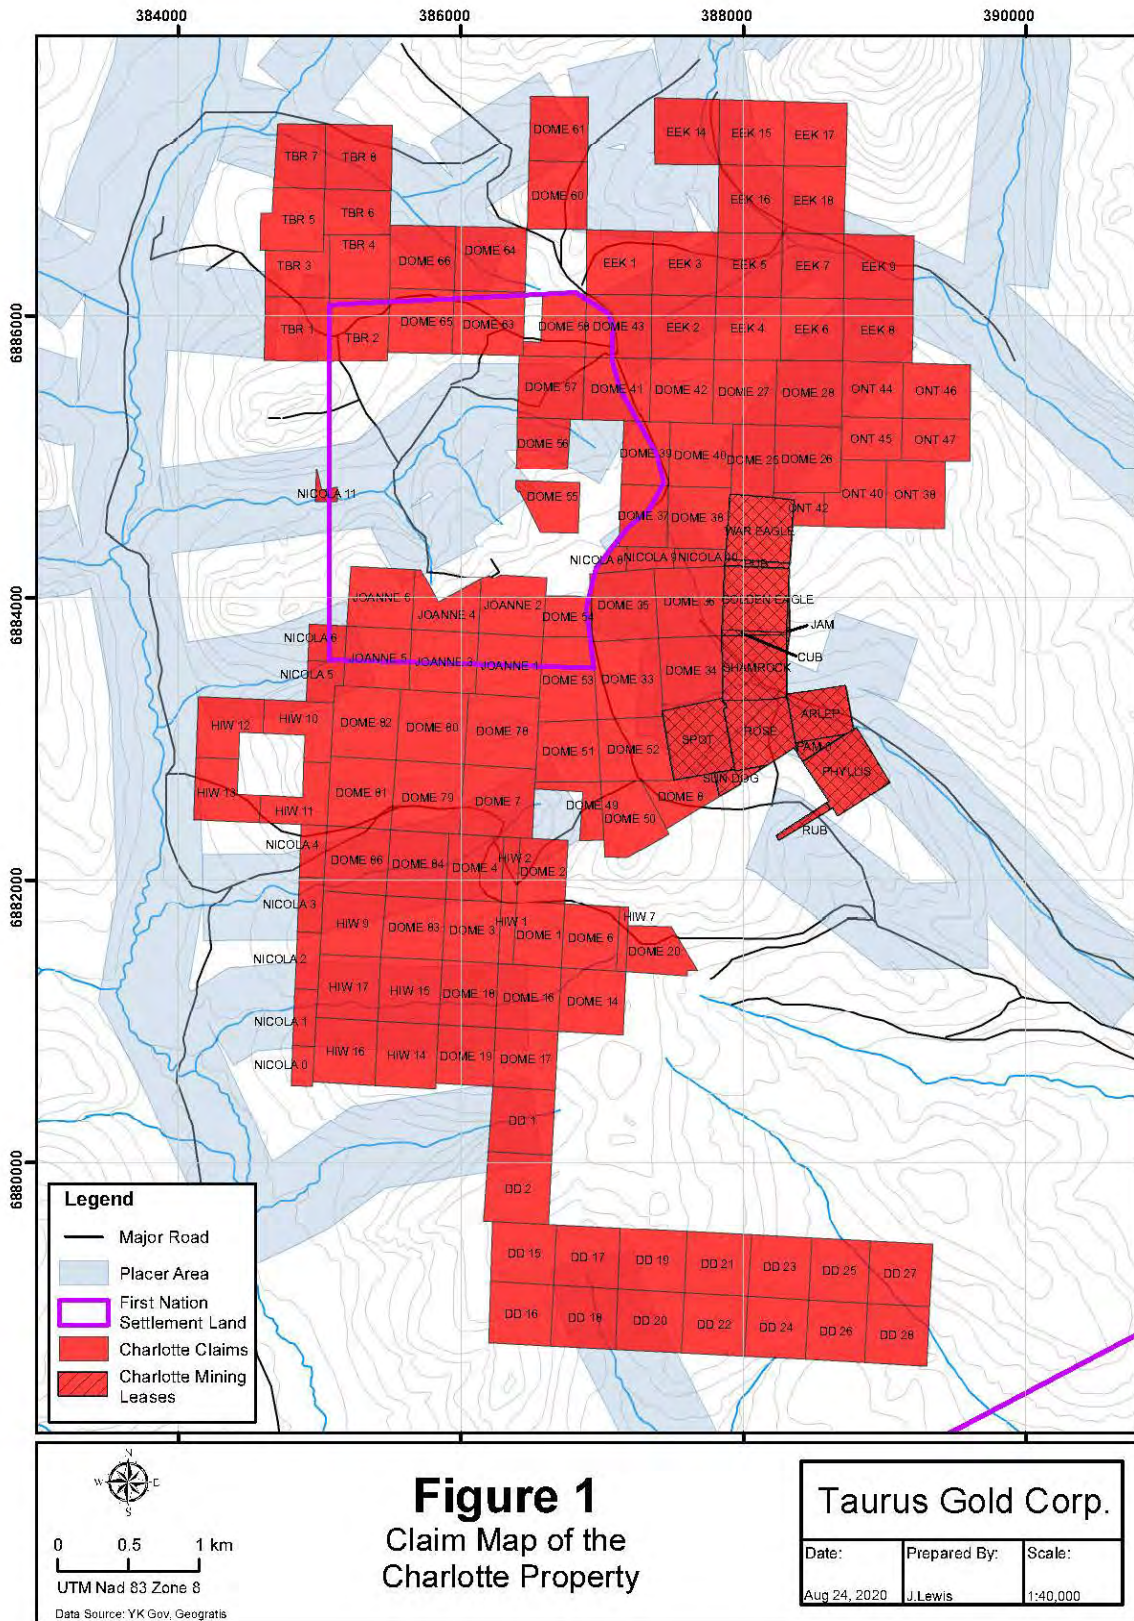 384000
386000
388000
390000
6886000
6884000
6882000
6880000
DOME 61
EEK 14
EEK 15
EEK 17
TBR 7
TBR 8
DOME 60
EEK 16
EEK 18
TBR 5
TBR 6
TBR 4
DOME 64
DOME 66
TBR 3
EEK 1
EEK 3
EEK 5
EEK 7
EEK 9
TBR 1
TBR 2
DOME 65
DOME 63
DOME 58
DOME 43
EEK 2
EEK 4
EEK 6
EEK 8
DOME 57
DOME 41
DOME 42
DOME 27
DOME 28
ONT 44
ONT 46
DOME 56
DOME 39
DOME 40
DOME 25
DOME 26
ONT 45
ONT 47
NICOLA 11
DOME 55
DOME 37
DOME 38
ONT 42
ONT 40
ONT 38
WAR EAGLE
NICOLA 8
NICOLA 9
JOANNE 6
JOANNE 4
JOANNE 2
DOME 54
DOME 35
DOME 36
GOLDEN EAGLE
JAM
NICOLA 6
CUB
NICOLA 5
JOANNE 5
JOANNE 3
JOANNE 1
DOME 53
DOME 33
DOME 34
SHAMROCK
HIW 12
HIW 10
DOME 82
DOME 80
DOME 78
DOME 51
DOME 52
SPOT
ROSE
ARLEP
PHYLLIS
SUN DOG
HIW 13
HIW 11
DOME 81
DOME 79
DOME 7
DOME 49
DOME 50
DOME 8
RUB
NICOLA 4
DOME 86
DOME 84
DOME 4
HIW 2
DOME 2
NICOLA 3
HIW 9
DOME 83
DOME 3
HIW 1
DOME 1
DOME 6
HIW 7
DOME 20
NICOLA 2
HIW 17
HIW 15
DOME 18
DOME 16
DOME 14
NICOLA 1
HIW 16
HIW 14
DOME 19
DOME 17
NICOLA 0
DD 1
DD 2
DD 15
DD 17
DD 19
DD 21
DD 23
DD 25
DD 27
DD 16
DD 18
DD 20
DD 22
DD 24
DD 26
DD 28
Legend
Major Road
Placer Area
First Nation
Settlement Land
Charlotte Claims
Charlotte Mining
Leases
N
W
E
S
0 0.5 1 km
UTM Nad 83 Zone 8
Data Source: YK Gov, Geogratis
Figure 1
Claim Map of the
Charlotte Property
Taurus Gold Corp.
Date:
Aug 24, 2020
Prepared By:
J.Lewis
Scale:
1:40,000